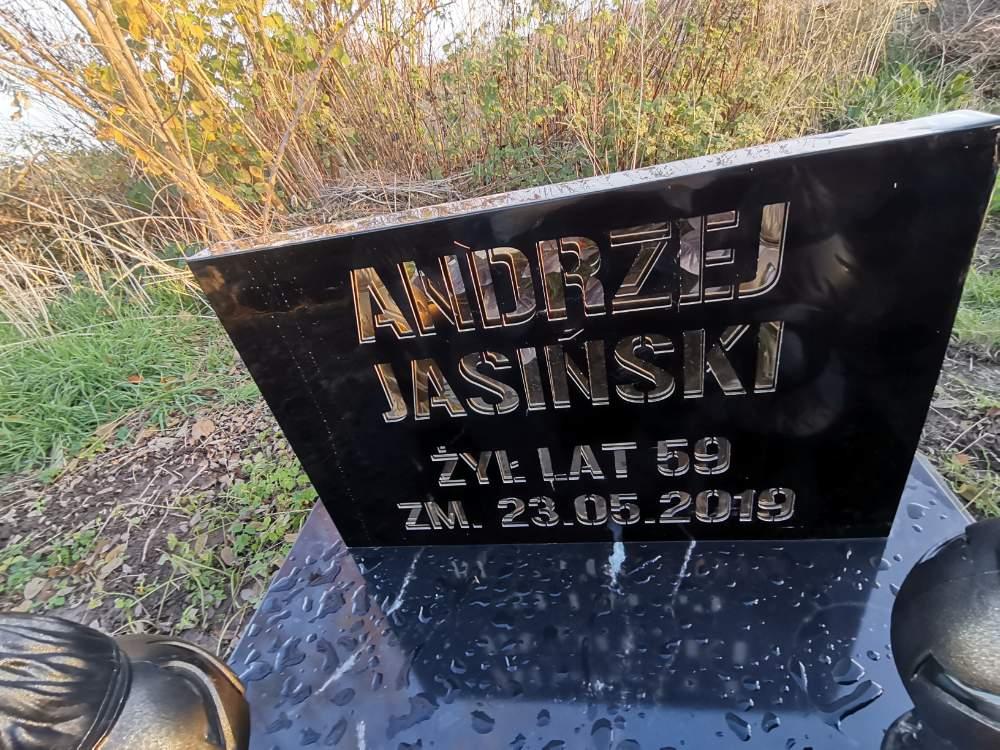 ANDRZEJ
JASIŃSKI
ŻYŁ LAT 59
ZM. 23.05.2019